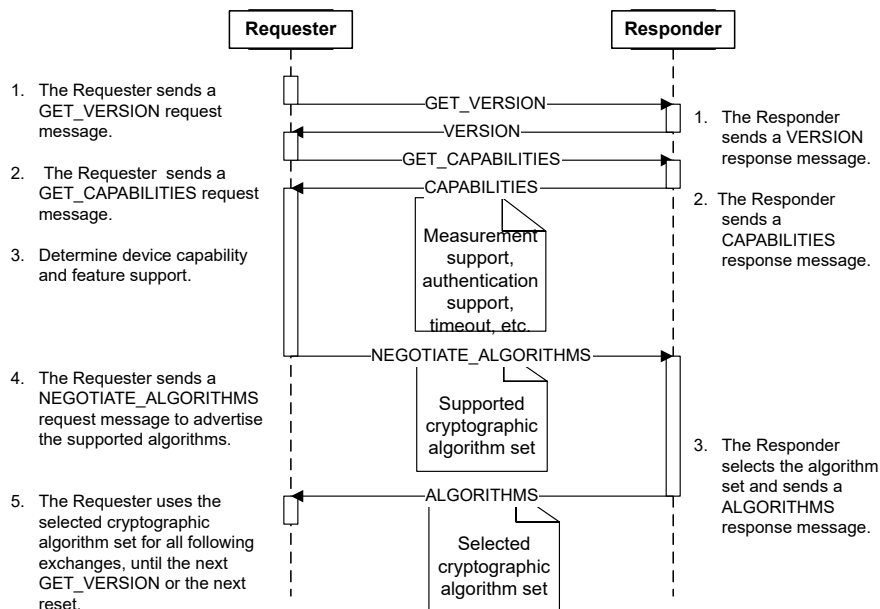 Requester
Responder
1. The Requester sends a
GET_VERSION request
message.
GET_VERSION
VERSION
1. The Responder
sends a VERSION
response message.
2. The Requester sends a
GET_CAPABILITIES request
message.
GET_CAPABILITIES
CAPABILITIES
2. The Responder
sends a
CAPABILITIES
response message.
3. Determine device capability
and feature support.
Measurement
support,
authentication
support,
timeout, etc.
NEGOTIATE_ALGORITHMS
4. The Requester sends a
NEGOTIATE_ALGORITHMS
request message to advertise
the supported algorithms.
Supported
cryptographic
algorithm set
3. The Responder
selects the algorithm
set and sends a
ALGORITHMS
response message.
ALGORITHMS
5. The Requester uses the
selected cryptographic
algorithm set for all following
exchanges, until the next
GET_VERSION or the next
reset.
Selected
cryptographic
algorithm set